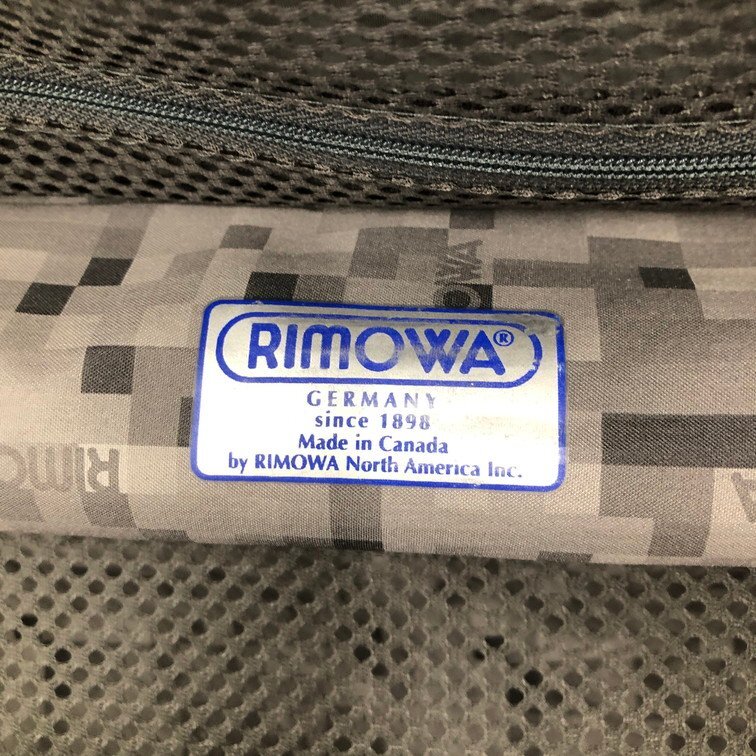 RIMOWA®
GERMANY
since 1898
Made in Canada
by RIMOWA North America Inc.